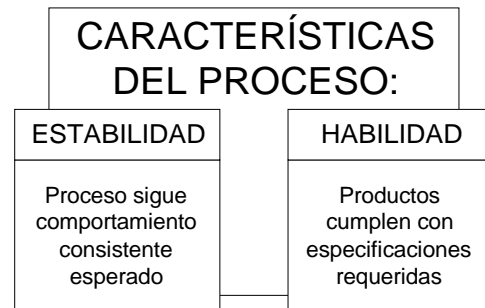 CARACTERÍSTICAS
DEL PROCESO:
ESTABILIDAD
Proceso sigue
comportamiento
consistente
esperado
HABILIDAD
Productos
cumplen con
especificaciones
requeridas